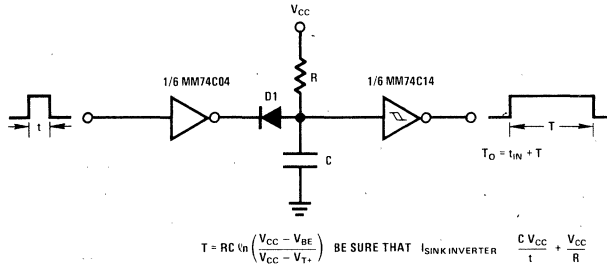 VCC
R
1/6 MM74C04
D1
1/6 MM74C14
t
T
C
TO = tIN + T
T = RC ℓn (VCC − VBE / VCC − VT+) BE SURE THAT ISINK INVERTER C VCC / t + VCC / R